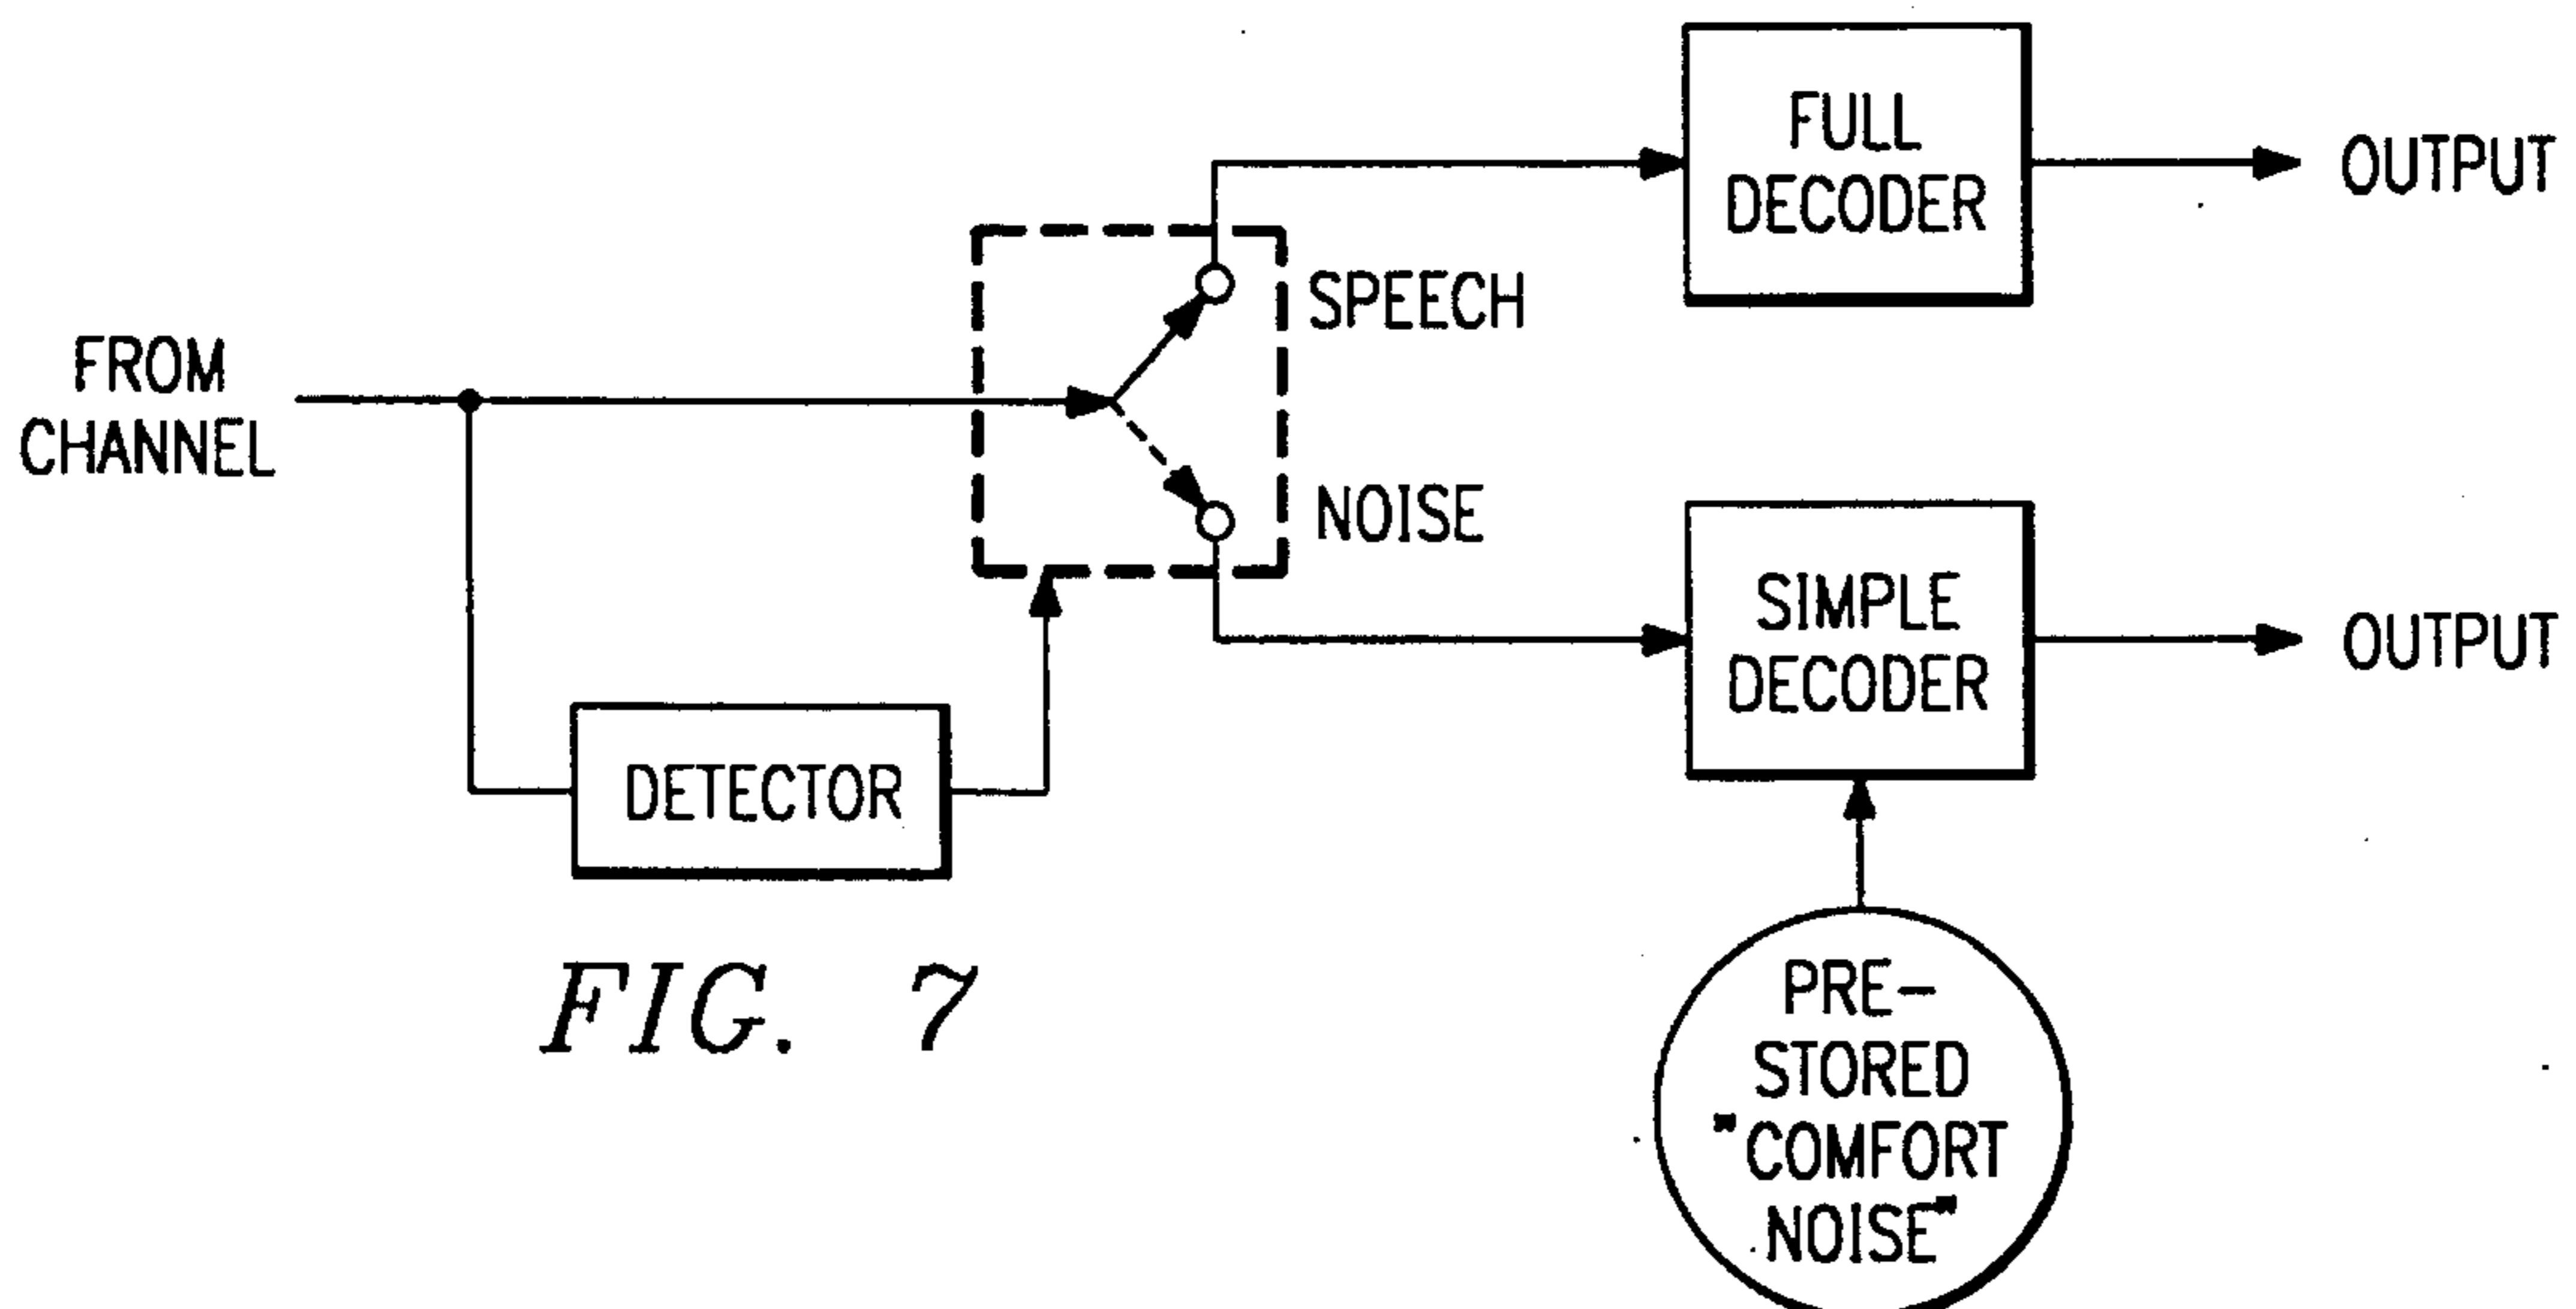 FULL
DECODER
OUTPUT
SPEECH
FROM
CHANNEL
NOISE
SIMPLE
DECODER
OUTPUT
DETECTOR
PRE-
STORED
"COMFORT
NOISE"
FIG. 7